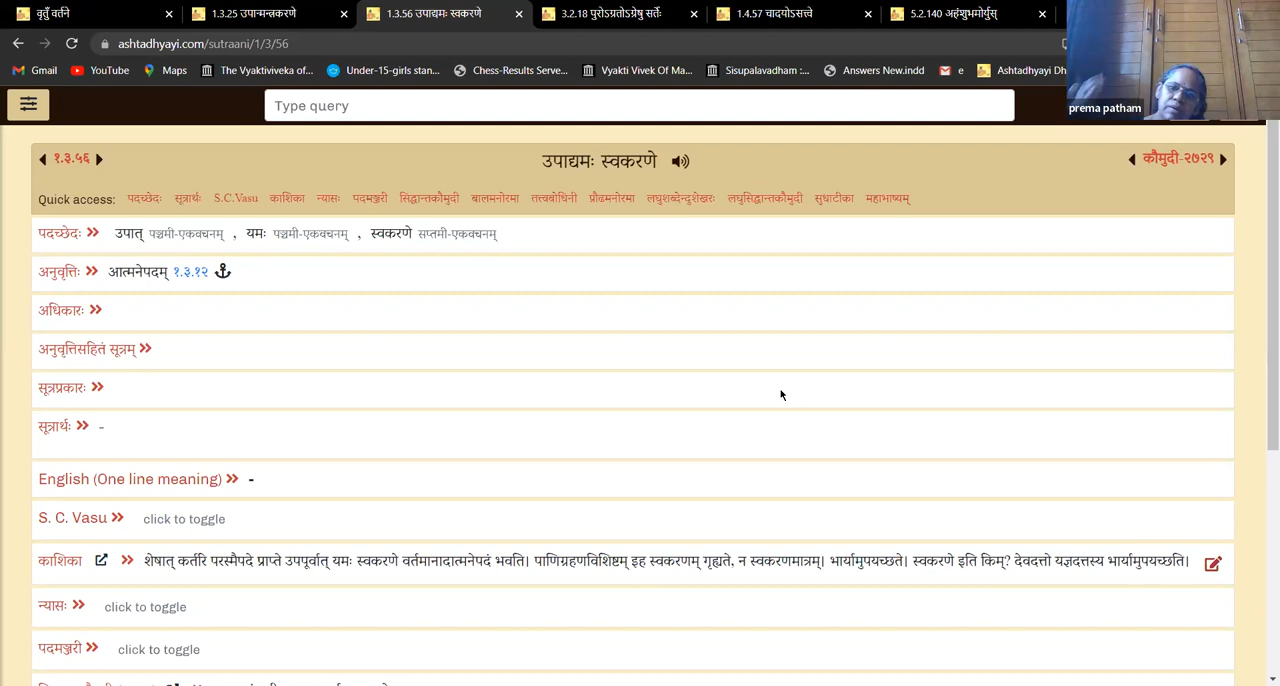 वृतुँ वर्तने
1.3.25 उपान्मन्त्रकरणे
1.3.56 उपाद्यमः स्वकरणे
3.2.18 पुरोऽग्रतोऽग्रेषु सर्तेः
1.4.57 चादयोऽसत्त्वे
5.2.140 अहंशुभमोर्युस्
ashtadhyayi.com/sutraani/1/3/56
Gmail YouTube Maps The Vyaktiviveka of... Under-15-girls stan... Chess-Results Serve... Vyakti Vivek Of Ma... Sisupalavadham :... Answers New.indd e Ashtadhyayi Dh
prema patham
Type query
१.३.५६ उपाद्यमः स्वकरणे कौमुदी-२७२९
Quick access: पदच्छेदः सूत्रार्थः S.C.Vasu काशिका न्यासः पदमञ्जरी सिद्धान्तकौमुदी बालमनोरमा तत्त्वबोधिनी प्रौढमनोरमा लघुशब्देन्दुशेखरः लघुसिद्धान्तकौमुदी सुधाटीका महाभाष्यम्
पदच्छेदः उपात् पञ्चमी-एकवचनम् , यमः पञ्चमी-एकवचनम् , स्वकरणे सप्तमी-एकवचनम्
अनुवृत्तिः आत्मनेपदम् १.३.१२
अधिकारः
अनुवृत्तिसहितं सूत्रम्
सूत्रप्रकारः
सूत्रार्थः -
English (One line meaning) -
S. C. Vasu click to toggle
काशिका शेषात् कर्तरि परस्मैपदे प्राप्ते उपपूर्वात् यमः स्वकरणे वर्तमानादात्मनेपदं भवति। पाणिग्रहणविशिष्टम् इह स्वकरणम् गृह्यते, न स्वकरणमात्रम्। भार्यामुपयच्छते। स्वकरणे इति किम्? देवदत्तो यज्ञदत्तस्य भार्यामुपयच्छति।
न्यासः click to toggle
पदमञ्जरी click to toggle